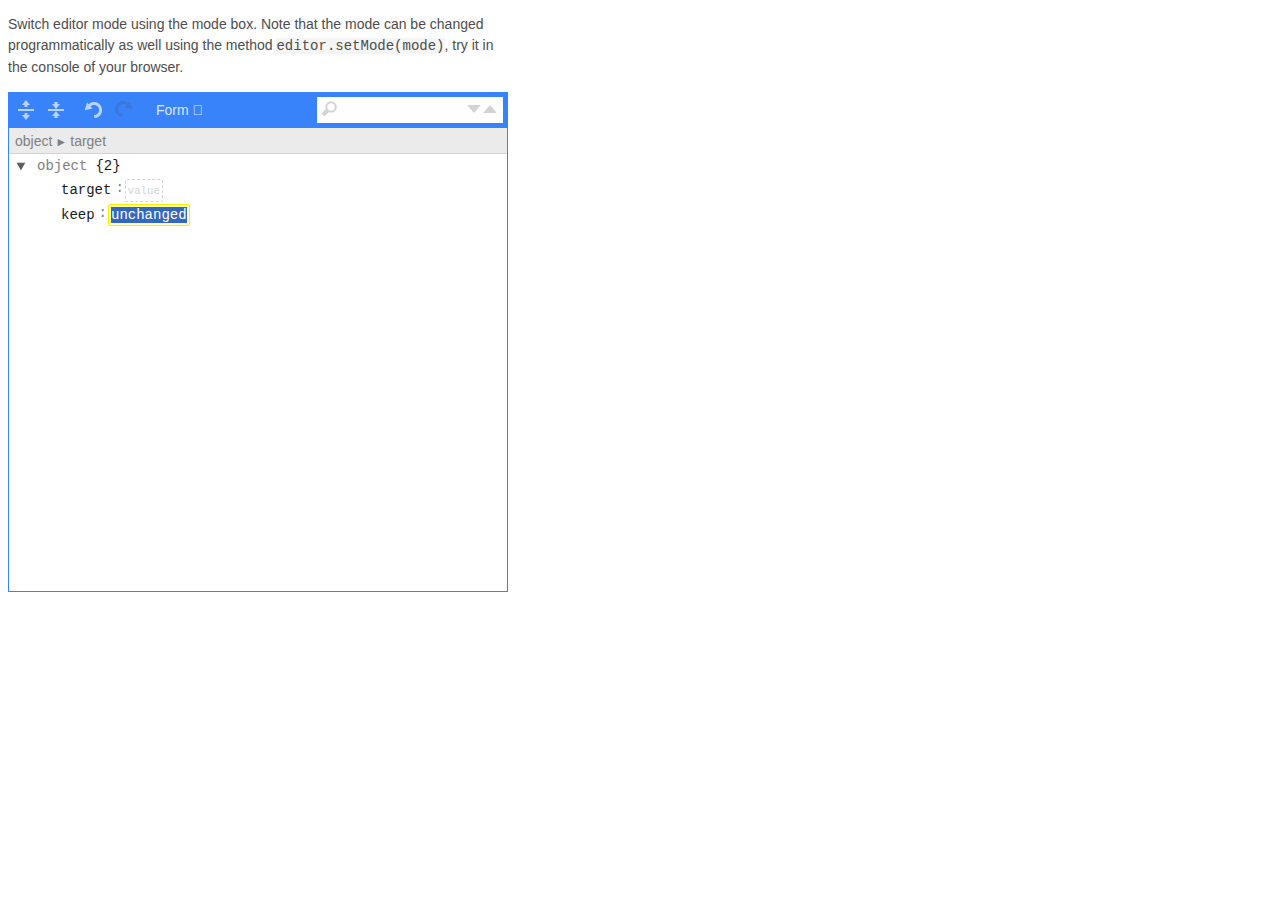 Switch editor mode using the mode box. Note that the mode can be changed
programmatically as well using the method editor.setMode(mode), try it in
the console of your browser.
Form
object ► target
object {2}
target : value
keep : unchanged